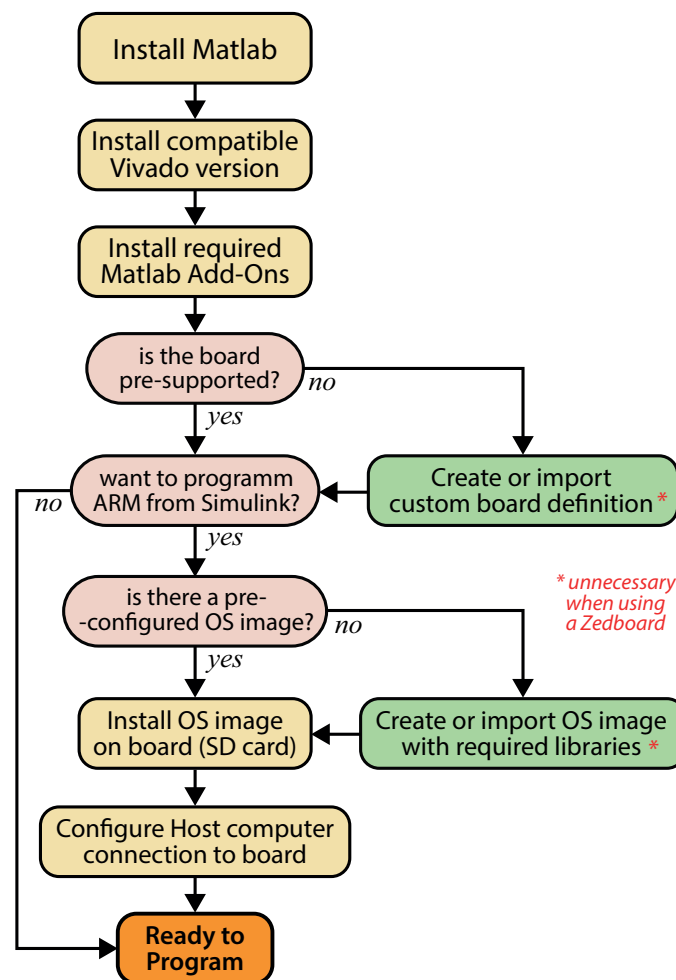 Install Matlab
Install compatible
Vivado version
Install required
Matlab Add-Ons
is the board
pre-supported?
no
yes
want to programm
ARM from Simulink?
no
yes
Create or import
custom board definition *
is there a pre-
-configured OS image?
no
yes
* unnecessary
when using
a Zedboard
Install OS image
on board (SD card)
Create or import OS image
with required libraries *
Configure Host computer
connection to board
Ready to
Program